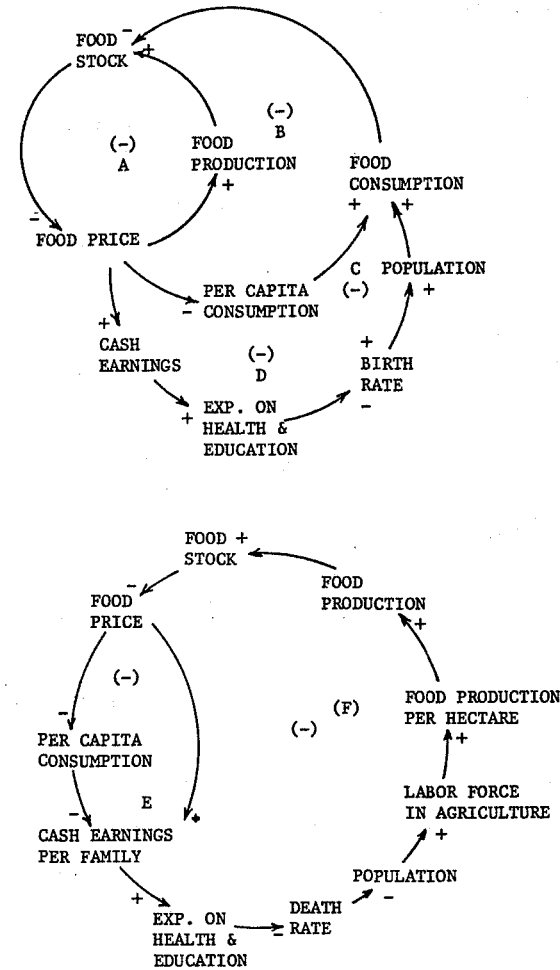 FOOD -
STOCK +
(-)
B
(-)
A
FOOD
PRODUCTION
+
FOOD
CONSUMPTION
+ +
-
FOOD PRICE
C POPULATION
(-) +
PER CAPITA
- CONSUMPTION
+
CASH
EARNINGS
(-)
D
+
BIRTH
RATE
-
+ EXP. ON
HEALTH &
EDUCATION
FOOD +
STOCK
FOOD
PRODUCTION
+
-
FOOD
PRICE
(-)
(F)
(-)
FOOD PRODUCTION
PER HECTARE
+
-
PER CAPITA
CONSUMPTION
LABOR FORCE
IN AGRICULTURE
+
E
- +
CASH EARNINGS
PER FAMILY
POPULATION
-
+
EXP. ON
HEALTH &
EDUCATION
DEATH
- RATE